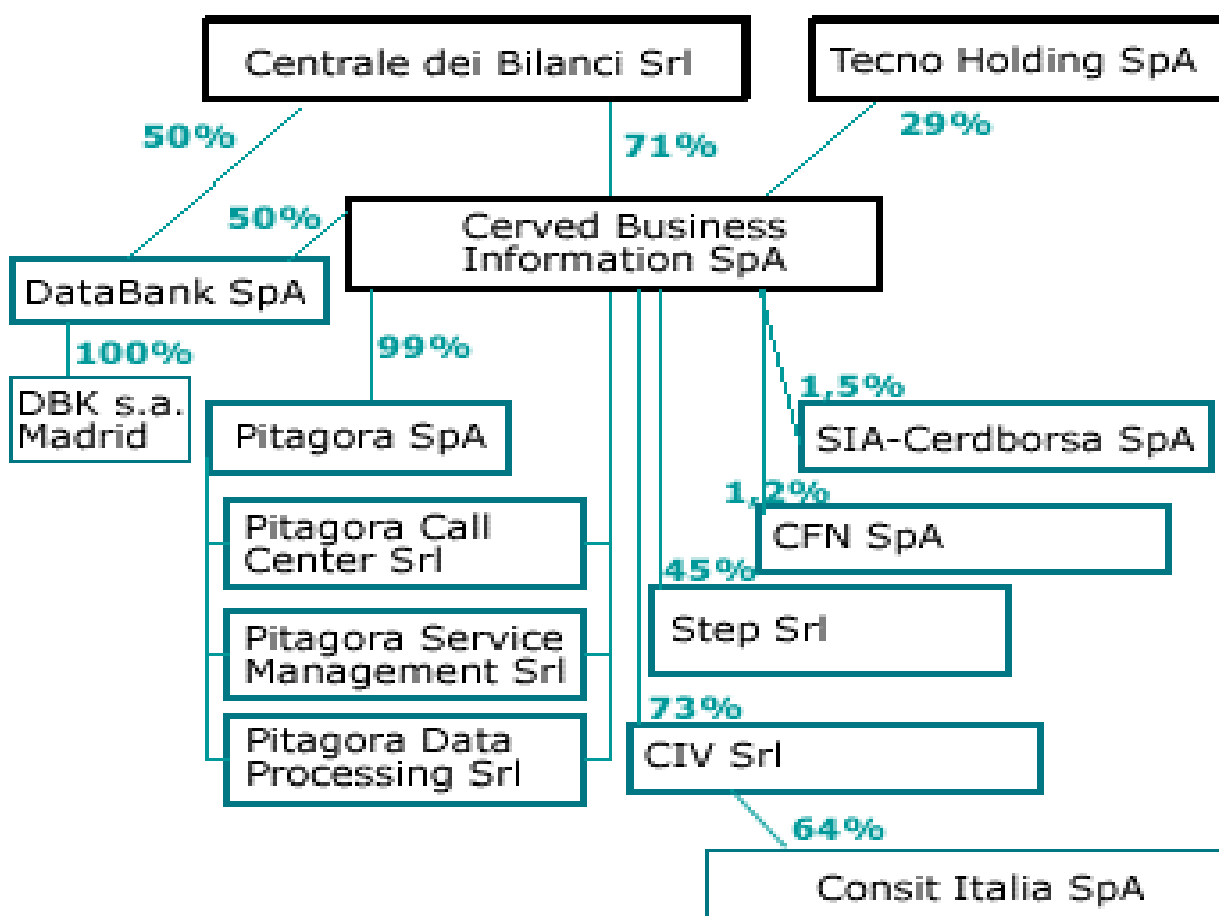 Centrale dei Bilanci Srl
Tecno Holding SpA
50%
71%
29%
50%
Cerved Business
Information SpA
DataBank SpA
100%
99%
DBK s.a.
Madrid
Pitagora SpA
1,5%
SIA-Cerdborsa SpA
1,2%
CFN SpA
Pitagora Call
Center Srl
45%
Step Srl
Pitagora Service
Management Srl
73%
CIV Srl
Pitagora Data
Processing Srl
64%
Consit Italia SpA